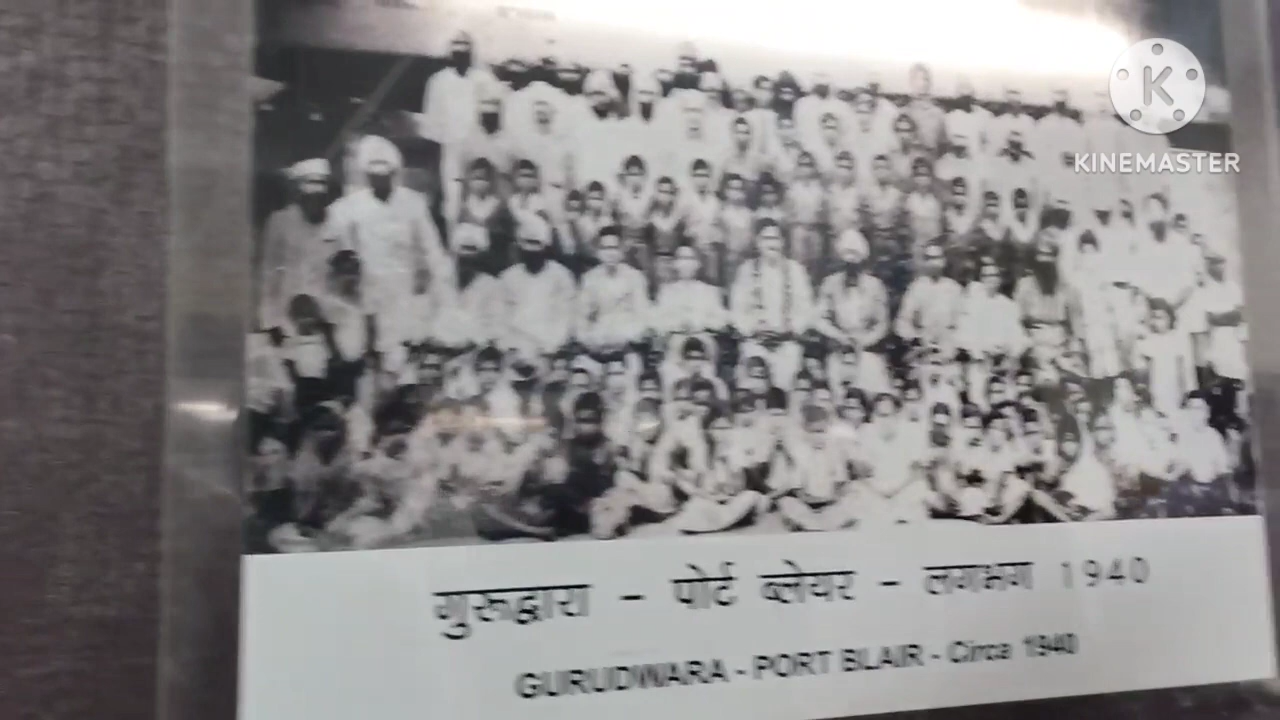 K
KINEMASTER
गुरूद्वारा - पोर्ट ब्लेयर - लगभग 1940
GURUDWARA - PORT BLAIR - Circa 1940